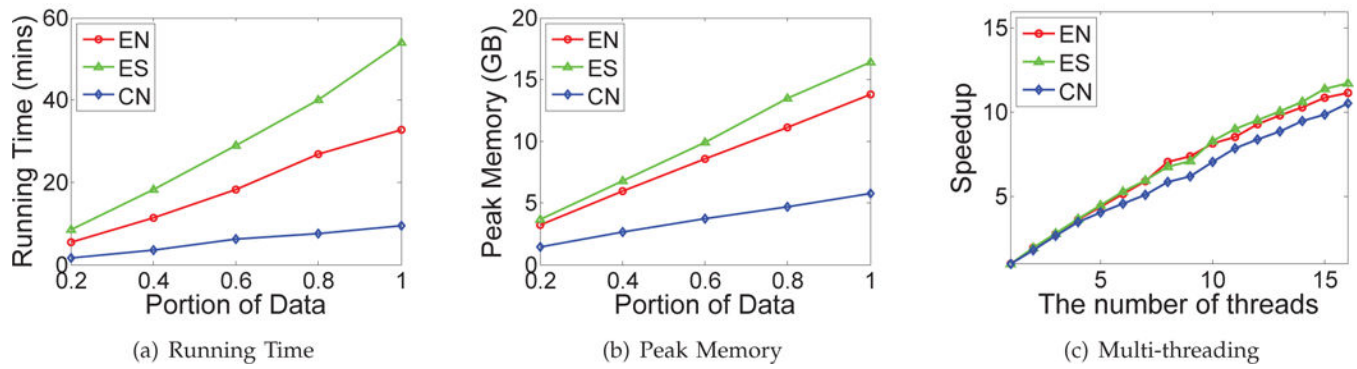 60
40
20
0
0.2 0.4 0.6 0.8 1
Running Time (mins)
Portion of Data
EN
ES
CN
(a) Running Time
20
15
10
5
0
0.2 0.4 0.6 0.8 1
Peak Memory (GB)
Portion of Data
EN
ES
CN
(b) Peak Memory
15
10
5
5 10 15
Speedup
The number of threads
EN
ES
CN
(c) Multi-threading